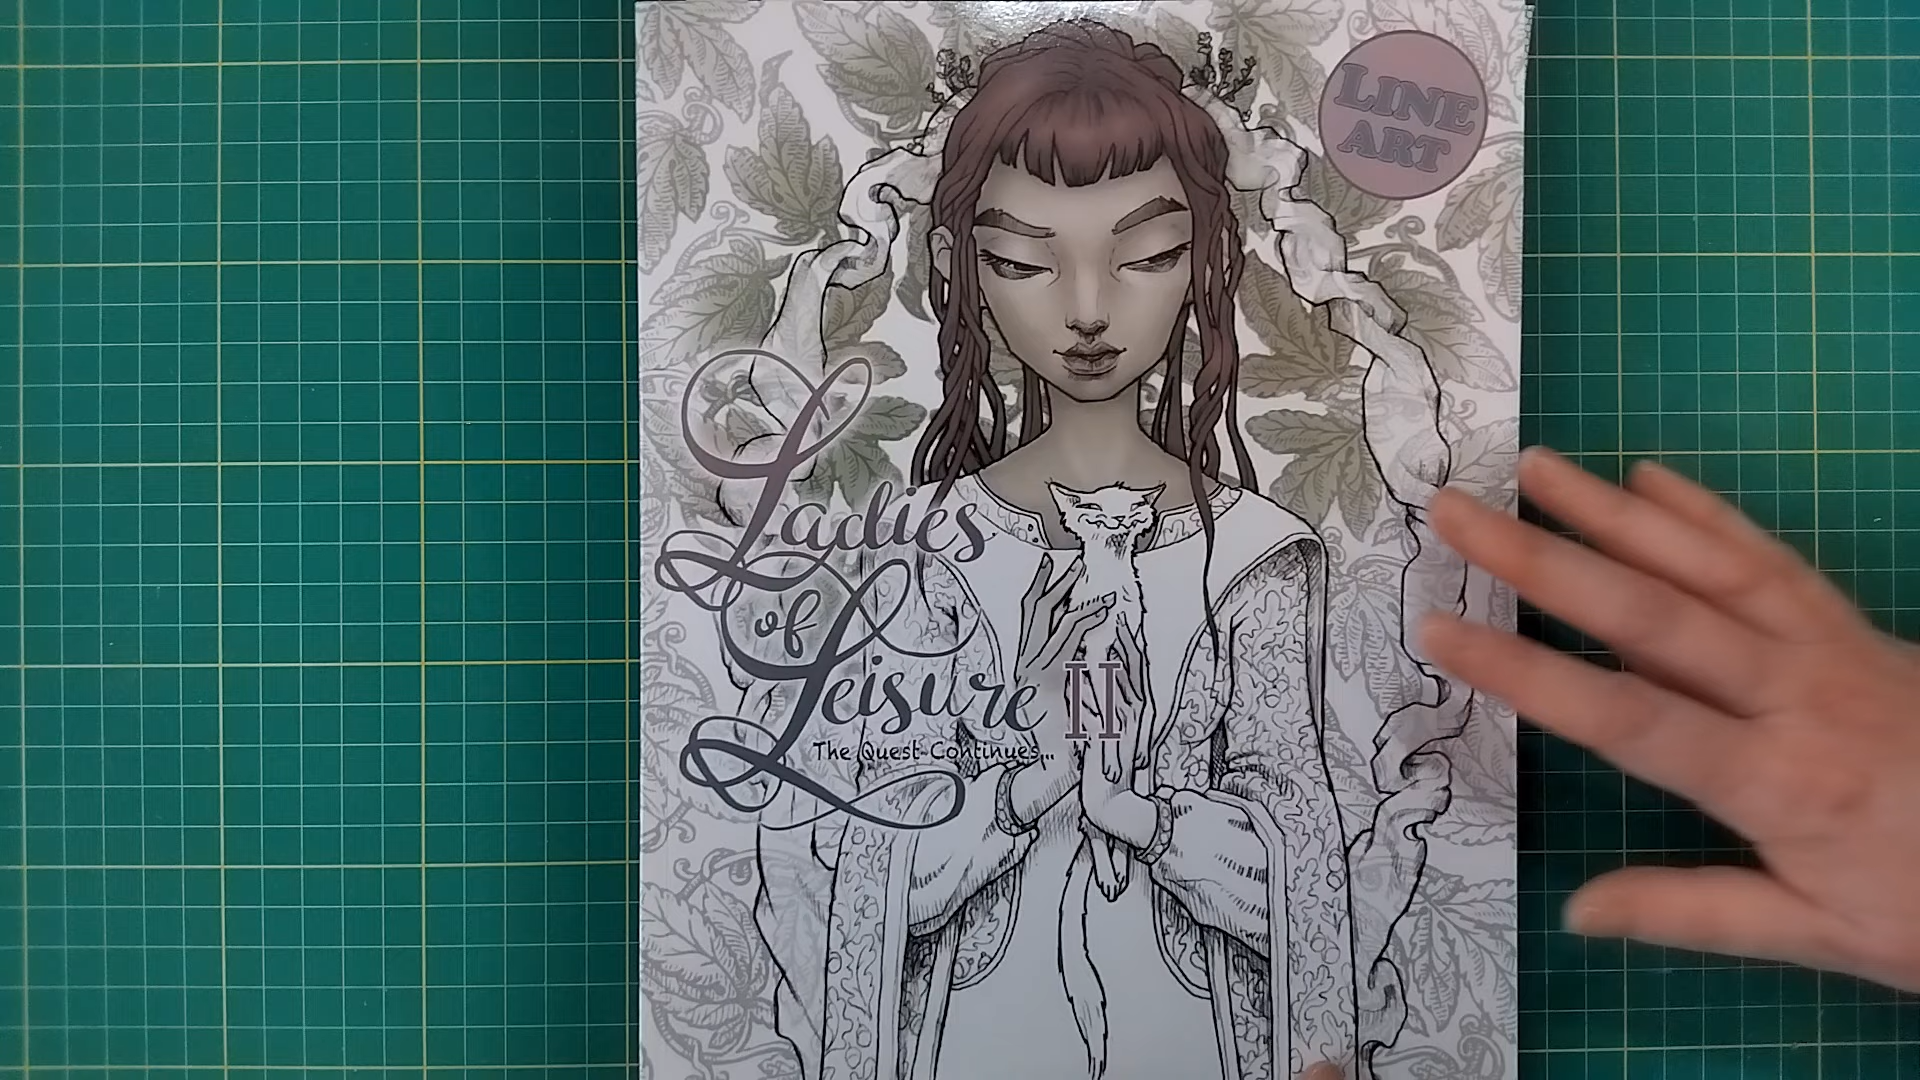 LINE
ART
Ladies
of
Leisure II
The Quest Continues...